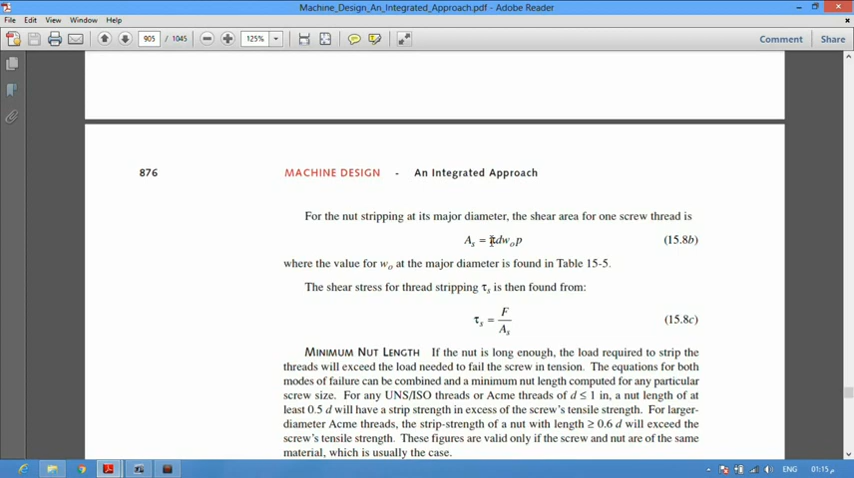 Machine_Design_An_Integrated_Approach.pdf - Adobe Reader
File Edit View Window Help
905 / 1045 125% Comment Share
876 MACHINE DESIGN - An Integrated Approach
For the nut stripping at its major diameter, the shear area for one screw thread is
A_s = πdw_o p (15.8b)
where the value for w_o at the major diameter is found in Table 15-5.
The shear stress for thread stripping τ_s is then found from:
τ_s = F / A_s (15.8c)
MINIMUM NUT LENGTH If the nut is long enough, the load required to strip the
threads will exceed the load needed to fail the screw in tension. The equations for both
modes of failure can be combined and a minimum nut length computed for any particular
screw size. For any UNS/ISO threads or Acme threads of d ≤ 1 in, a nut length of at
least 0.5 d will have a strip strength in excess of the screw's tensile strength. For larger-
diameter Acme threads, the strip-strength of a nut with length ≥ 0.6 d will exceed the
screw's tensile strength. These figures are valid only if the screw and nut are of the same
material, which is usually the case.
ENG 01:15 م